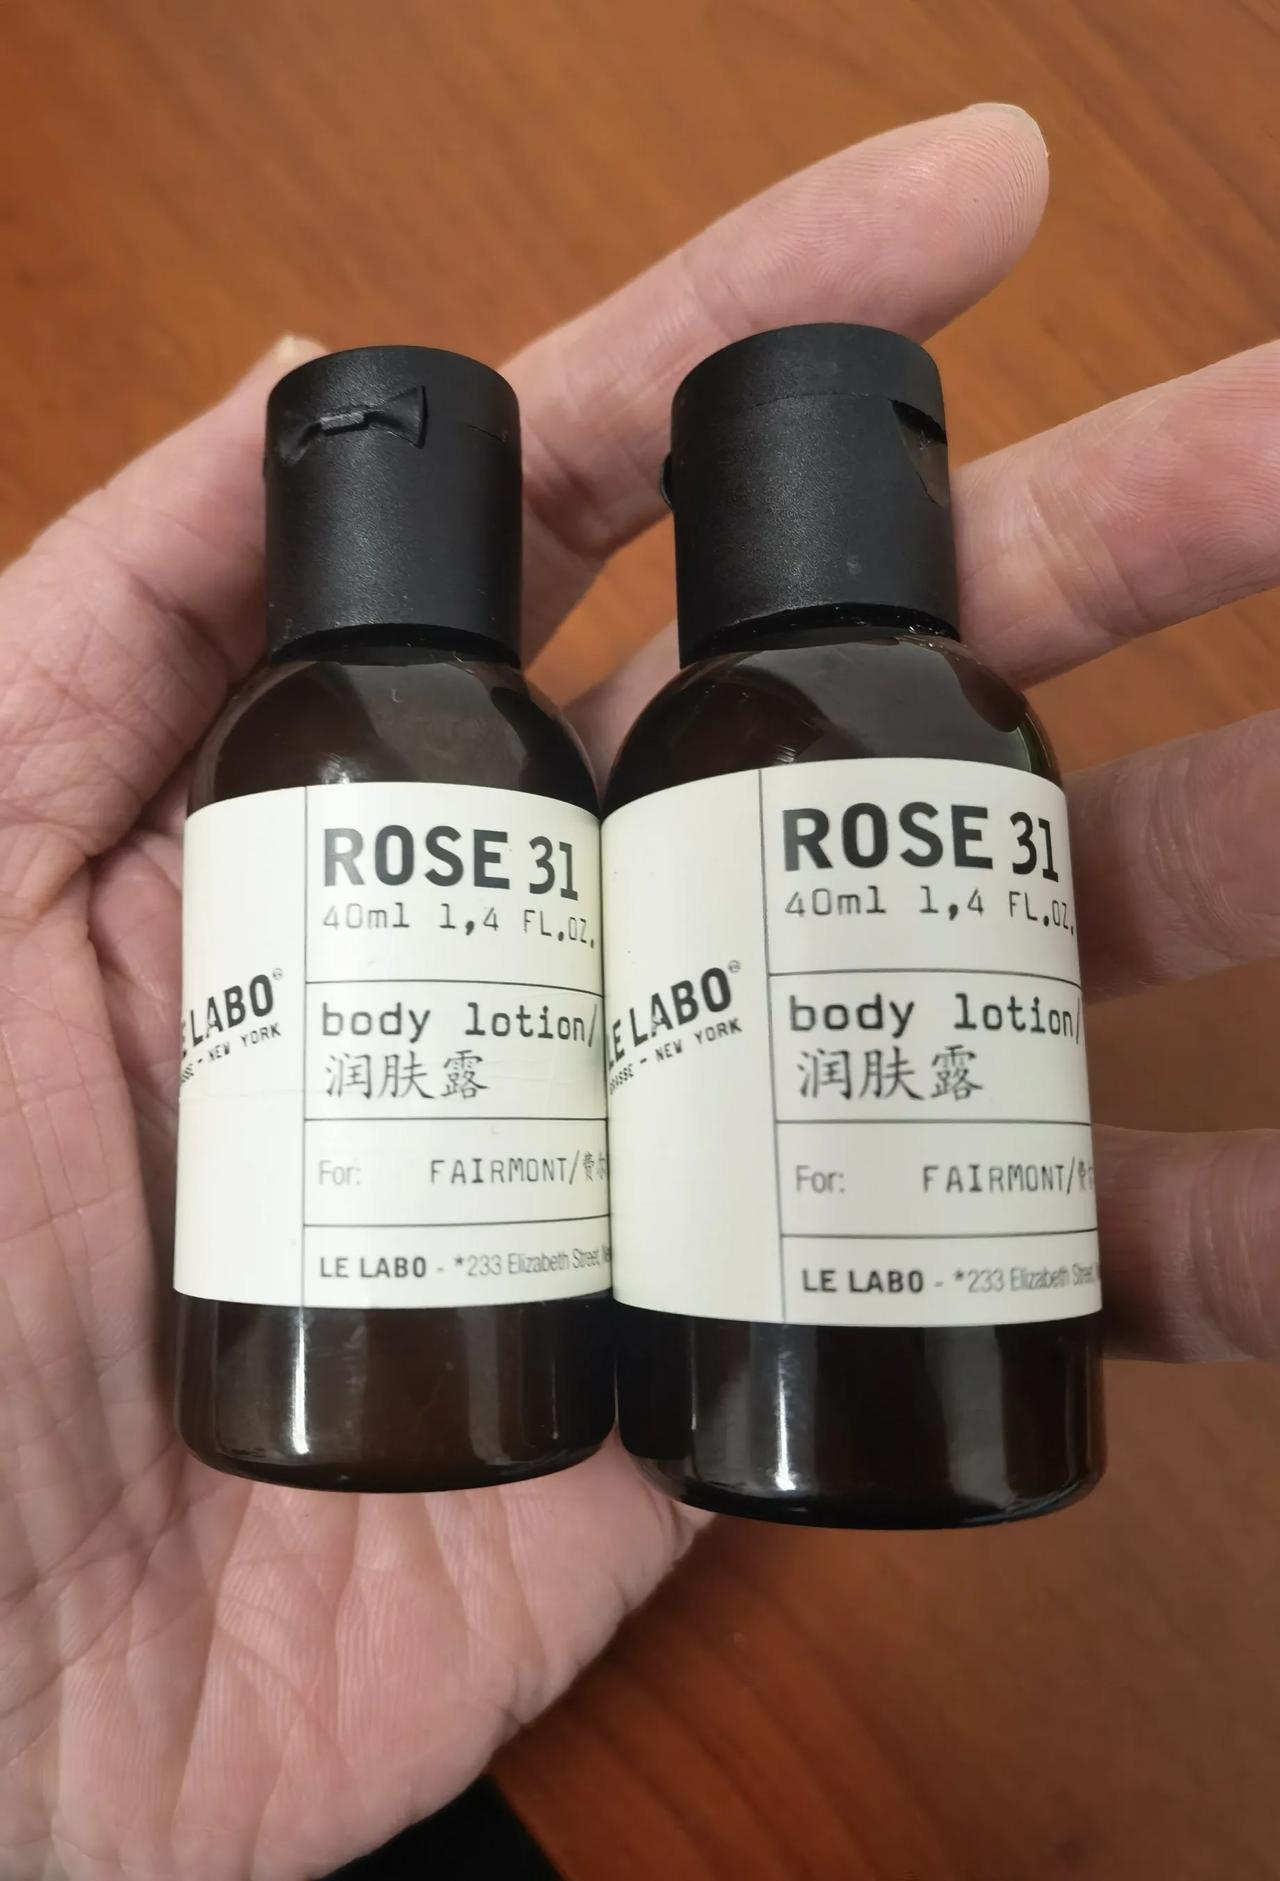 ROSE 31
40ml 1,4 FL.OZ.
LABO
NEW YORK
body lotion/
润肤露
For: FAIRMONT/费
LE LABO - *233 Elizabeth Street,
ROSE 31
40ml 1,4 FL.OZ.
LE LABO
GRASSE - NEW YORK
body lotion/
润肤露
For: FAIRMONT/
LE LABO - *233 Elizabeth Street,